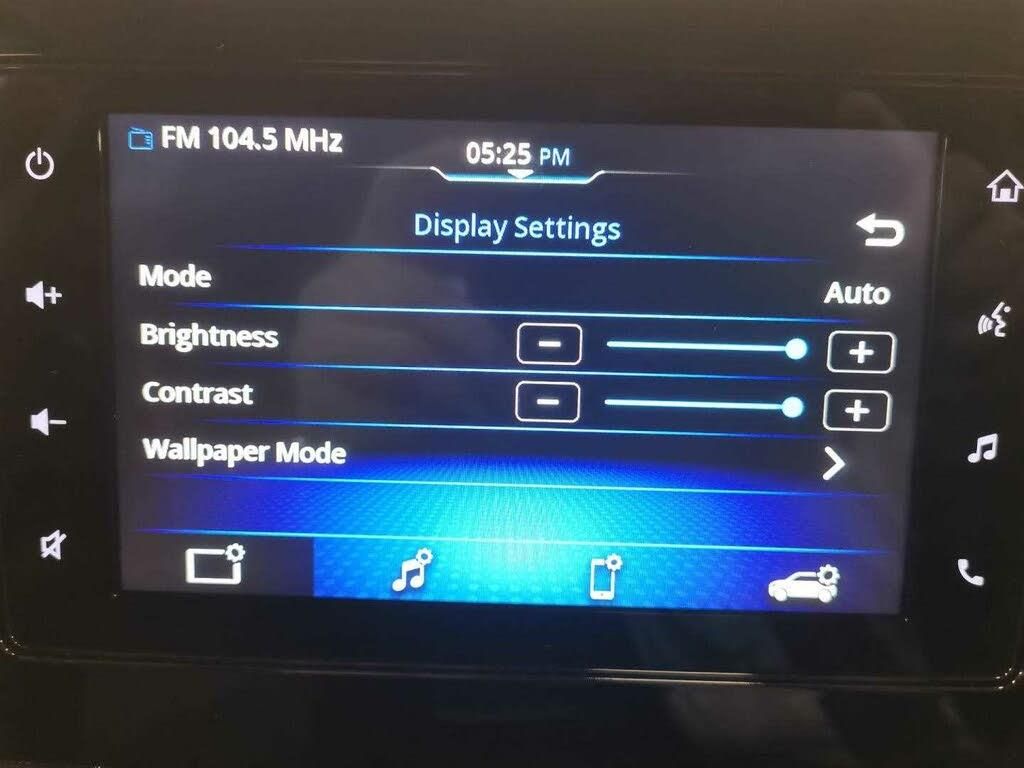 FM 104.5 MHz
05:25 PM
Display Settings
Mode Auto
Brightness - +
Contrast - +
Wallpaper Mode